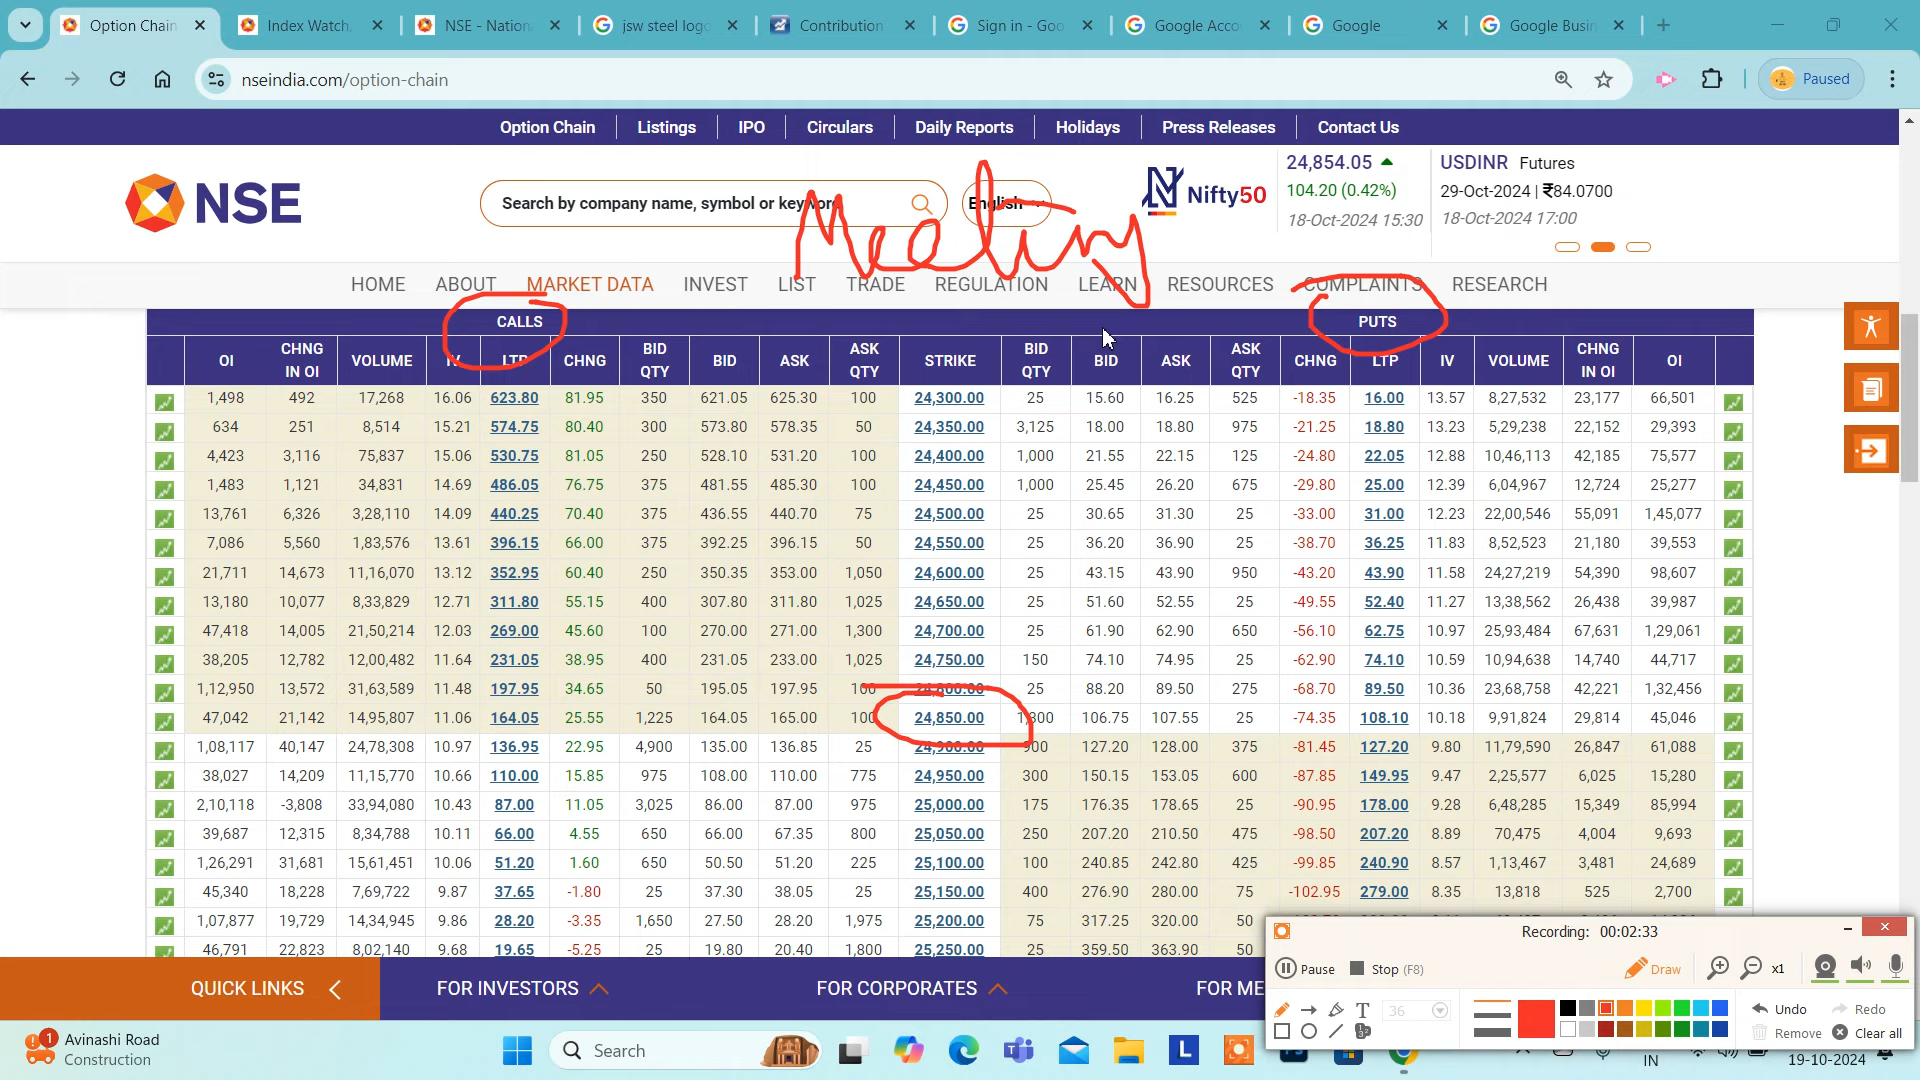 Option Chain
Index Watch,
NSE - Nation
jsw steel logo
Contribution
Sign in - Goo
Google Acco
Google
Google Busin
nseindia.com/option-chain
Paused
Option Chain Listings IPO Circulars Daily Reports Holidays Press Releases Contact Us
NSE
Search by company name, symbol or keyword
English
Meeting
Nifty50
24,854.05
104.20 (0.42%)
18-Oct-2024 15:30
USDINR Futures
29-Oct-2024 | ₹84.0700
18-Oct-2024 17:00
HOME ABOUT MARKET DATA INVEST LIST TRADE REGULATION LEARN RESOURCES COMPLAINTS RESEARCH
CALLS PUTS
OI CHNG IN OI VOLUME IV LTP CHNG BID QTY BID ASK ASK QTY STRIKE BID QTY BID ASK ASK QTY CHNG LTP IV VOLUME CHNG IN OI OI
1,498 492 17,268 16.06 623.80 81.95 350 621.05 625.30 100 24,300.00 25 15.60 16.25 525 -18.35 16.00 13.57 8,27,532 23,177 66,501
634 251 8,514 15.21 574.75 80.40 300 573.80 578.35 50 24,350.00 3,125 18.00 18.80 975 -21.25 18.80 13.23 5,29,238 22,152 29,393
4,423 3,116 75,837 15.06 530.75 81.05 250 528.10 531.20 100 24,400.00 1,000 21.55 22.15 125 -24.80 22.05 12.88 10,46,113 42,185 75,577
1,483 1,121 34,831 14.69 486.05 76.75 375 481.55 485.30 100 24,450.00 1,000 25.45 26.20 675 -29.80 25.00 12.39 6,04,967 12,724 25,277
13,761 6,326 3,28,110 14.09 440.25 70.40 375 436.55 440.70 75 24,500.00 25 30.65 31.30 25 -33.00 31.00 12.23 22,00,546 55,091 1,45,077
7,086 5,560 1,83,576 13.61 396.15 66.00 375 392.25 396.15 50 24,550.00 25 36.20 36.90 25 -38.70 36.25 11.83 8,52,523 21,180 39,553
21,711 14,673 11,16,070 13.12 352.95 60.40 250 350.35 353.00 1,050 24,600.00 25 43.15 43.90 950 -43.20 43.90 11.58 24,27,219 54,390 98,607
13,180 10,077 8,33,829 12.71 311.80 55.15 400 307.80 311.80 1,025 24,650.00 25 51.60 52.55 25 -49.55 52.40 11.27 13,38,562 26,438 39,987
47,418 14,005 21,50,214 12.03 269.00 45.60 100 270.00 271.00 1,300 24,700.00 25 61.90 62.90 650 -56.10 62.75 10.97 25,93,484 67,631 1,29,061
38,205 12,782 12,00,482 11.64 231.05 38.95 400 231.05 233.00 1,025 24,750.00 150 74.10 74.95 25 -62.90 74.10 10.59 10,94,638 14,740 44,717
1,12,950 13,572 31,63,589 11.48 197.95 34.65 50 195.05 197.95 100 24,800.00 25 88.20 89.50 275 -68.70 89.50 10.36 23,68,758 42,221 1,32,456
47,042 21,142 14,95,807 11.06 164.05 25.55 1,225 164.05 165.00 100 24,850.00 106.75 107.55 25 -74.35 108.10 10.18 9,91,824 29,814 45,046
1,08,117 40,147 24,78,308 10.97 136.95 22.95 4,900 135.00 136.85 25 24,900.00 900 127.20 128.00 375 -81.45 127.20 9.80 11,79,590 26,847 61,088
38,027 14,209 11,15,770 10.66 110.00 15.85 975 108.00 110.00 775 24,950.00 300 150.15 153.05 600 -87.85 149.95 9.47 2,25,577 6,025 15,280
2,10,118 -3,808 33,94,080 10.43 87.00 11.05 3,025 86.00 87.00 975 25,000.00 175 176.35 178.65 25 -90.95 178.00 9.28 6,48,285 15,349 85,994
39,687 12,315 8,34,788 10.11 66.00 4.55 650 66.00 67.35 800 25,050.00 250 207.20 210.50 475 -98.50 207.20 8.89 70,475 4,004 9,693
1,26,291 31,681 15,61,451 10.06 51.20 1.60 650 50.50 51.20 225 25,100.00 100 240.85 242.80 425 -99.85 240.90 8.57 1,13,467 3,481 24,689
45,340 18,228 7,69,722 9.87 37.65 -1.80 25 37.30 38.05 25 25,150.00 400 276.90 280.00 75 -102.95 279.00 8.35 13,818 525 2,700
1,07,877 19,729 14,34,945 9.86 28.20 -3.35 1,650 27.50 28.20 1,975 25,200.00 75 317.25 320.00 50
46,791 22,823 8,02,140 9.68 19.65 -5.25 25 19.80 20.40 1,800 25,250.00 25 359.50 363.90 50
Recording: 00:02:33
Pause Stop (F8) Draw x1
T 36 Undo Redo
Remove Clear all
QUICK LINKS FOR INVESTORS FOR CORPORATES FOR ME
1
Avinashi Road
Construction
Search
L
IN
19-10-2024